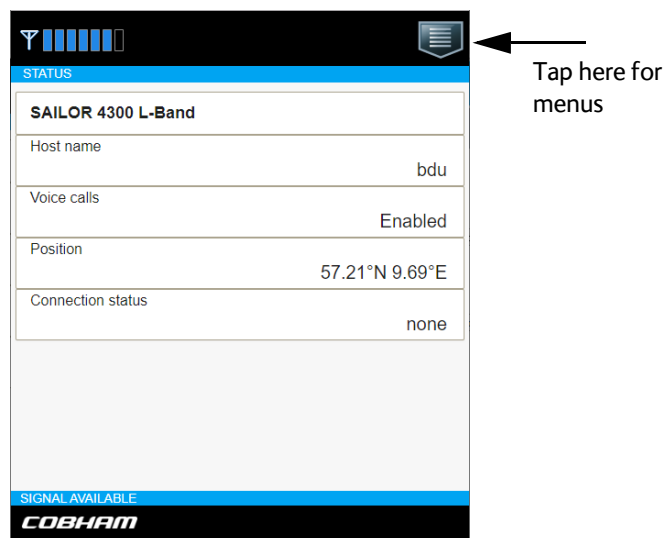 STATUS
Tap here for
menus
SAILOR 4300 L-Band
Host name
bdu
Voice calls
Enabled
Position
57.21°N 9.69°E
Connection status
none
SIGNAL AVAILABLE
COBHAM